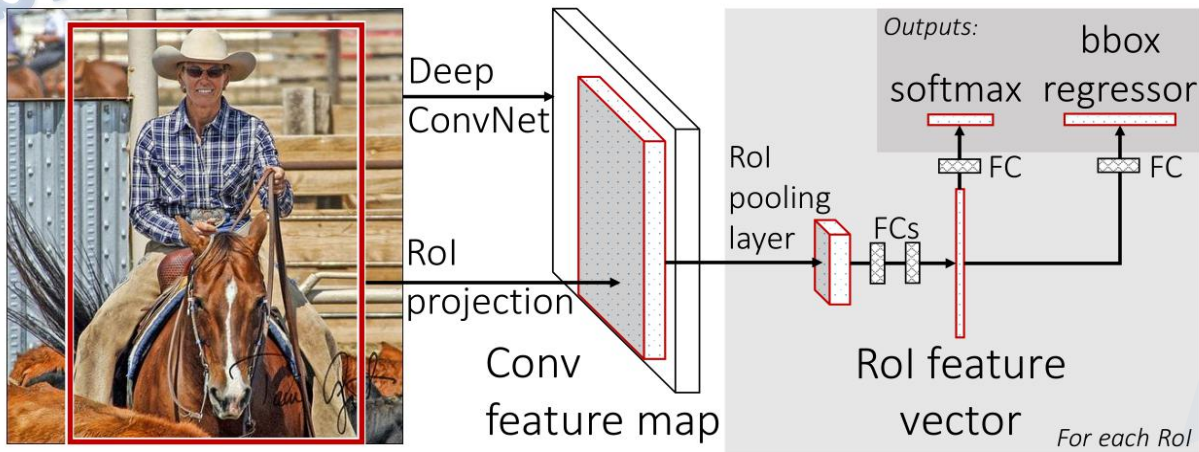 Deep
ConvNet
RoI
projection
Conv
feature map
RoI
pooling
layer
FCs
RoI feature
vector
For each RoI
Outputs:
softmax
bbox
regressor
FC
FC